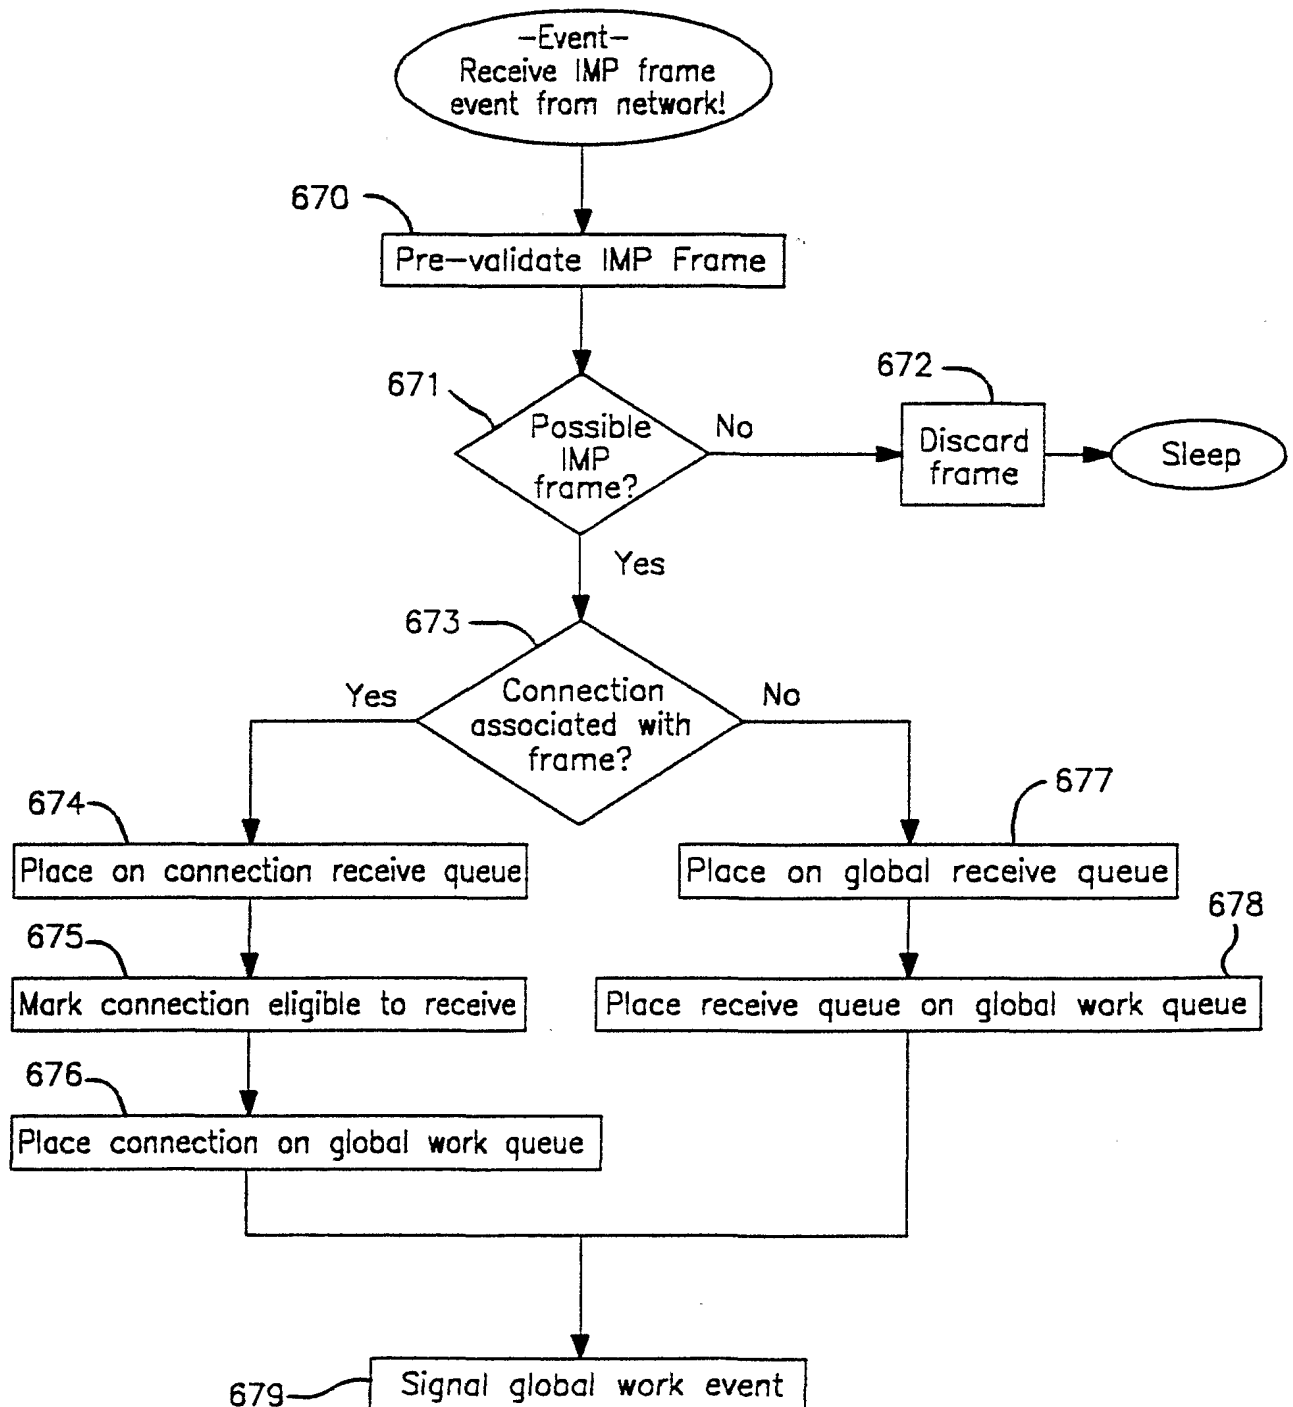 -Event-
Receive IMP frame
event from network!
670
Pre-validate IMP Frame
672
671
Possible
IMP
frame?
No
Discard
frame
Sleep
Yes
673
Connection
associated with
frame?
Yes
No
674
677
Place on connection receive queue
Place on global receive queue
675
678
Mark connection eligible to receive
Place receive queue on global work queue
676
Place connection on global work queue
679
Signal global work event